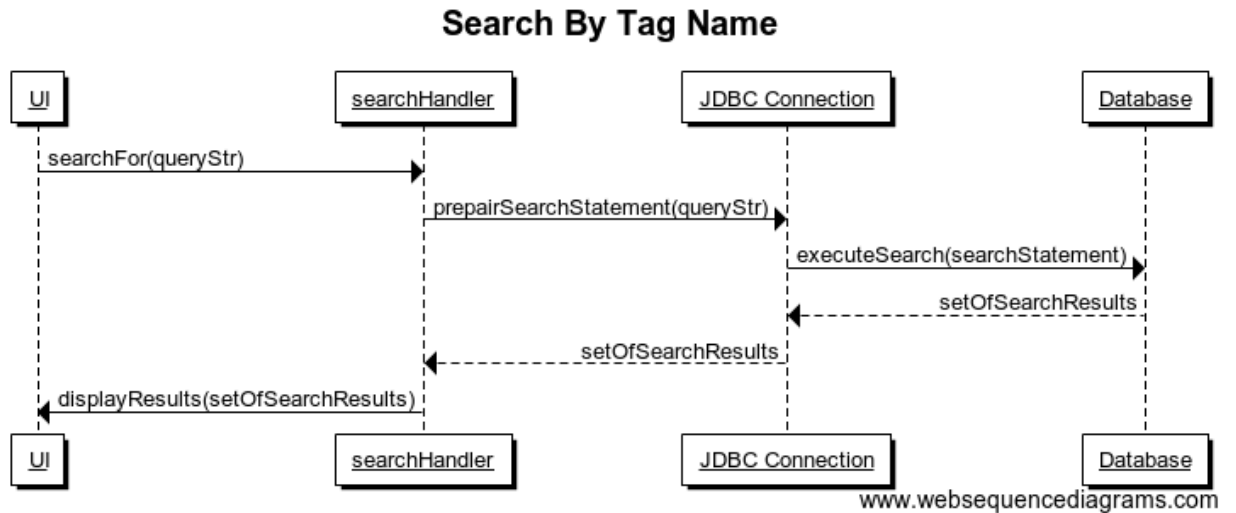 Search By Tag Name
UI
searchHandler
JDBC Connection
Database
searchFor(queryStr)
prepairSearchStatement(queryStr)
executeSearch(searchStatement)
setOfSearchResults
setOfSearchResults
displayResults(setOfSearchResults)
UI
searchHandler
JDBC Connection
Database
www.websequencediagrams.com